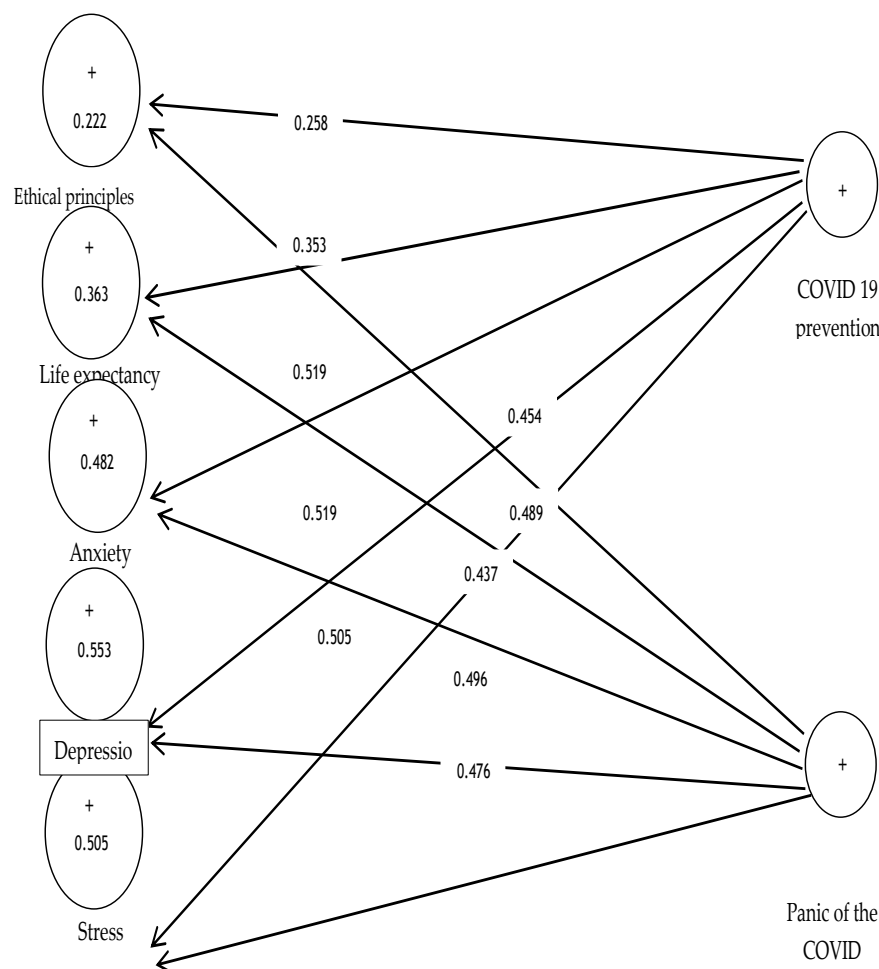 +
0.222
Ethical principles
+
0.363
Life expectancy
+
0.482
Anxiety
+
0.553
Depressio
+
0.505
Stress
0.258
0.353
0.519
0.454
0.519
0.489
0.437
0.505
0.496
0.476
+
COVID 19
prevention
+
Panic of the
COVID